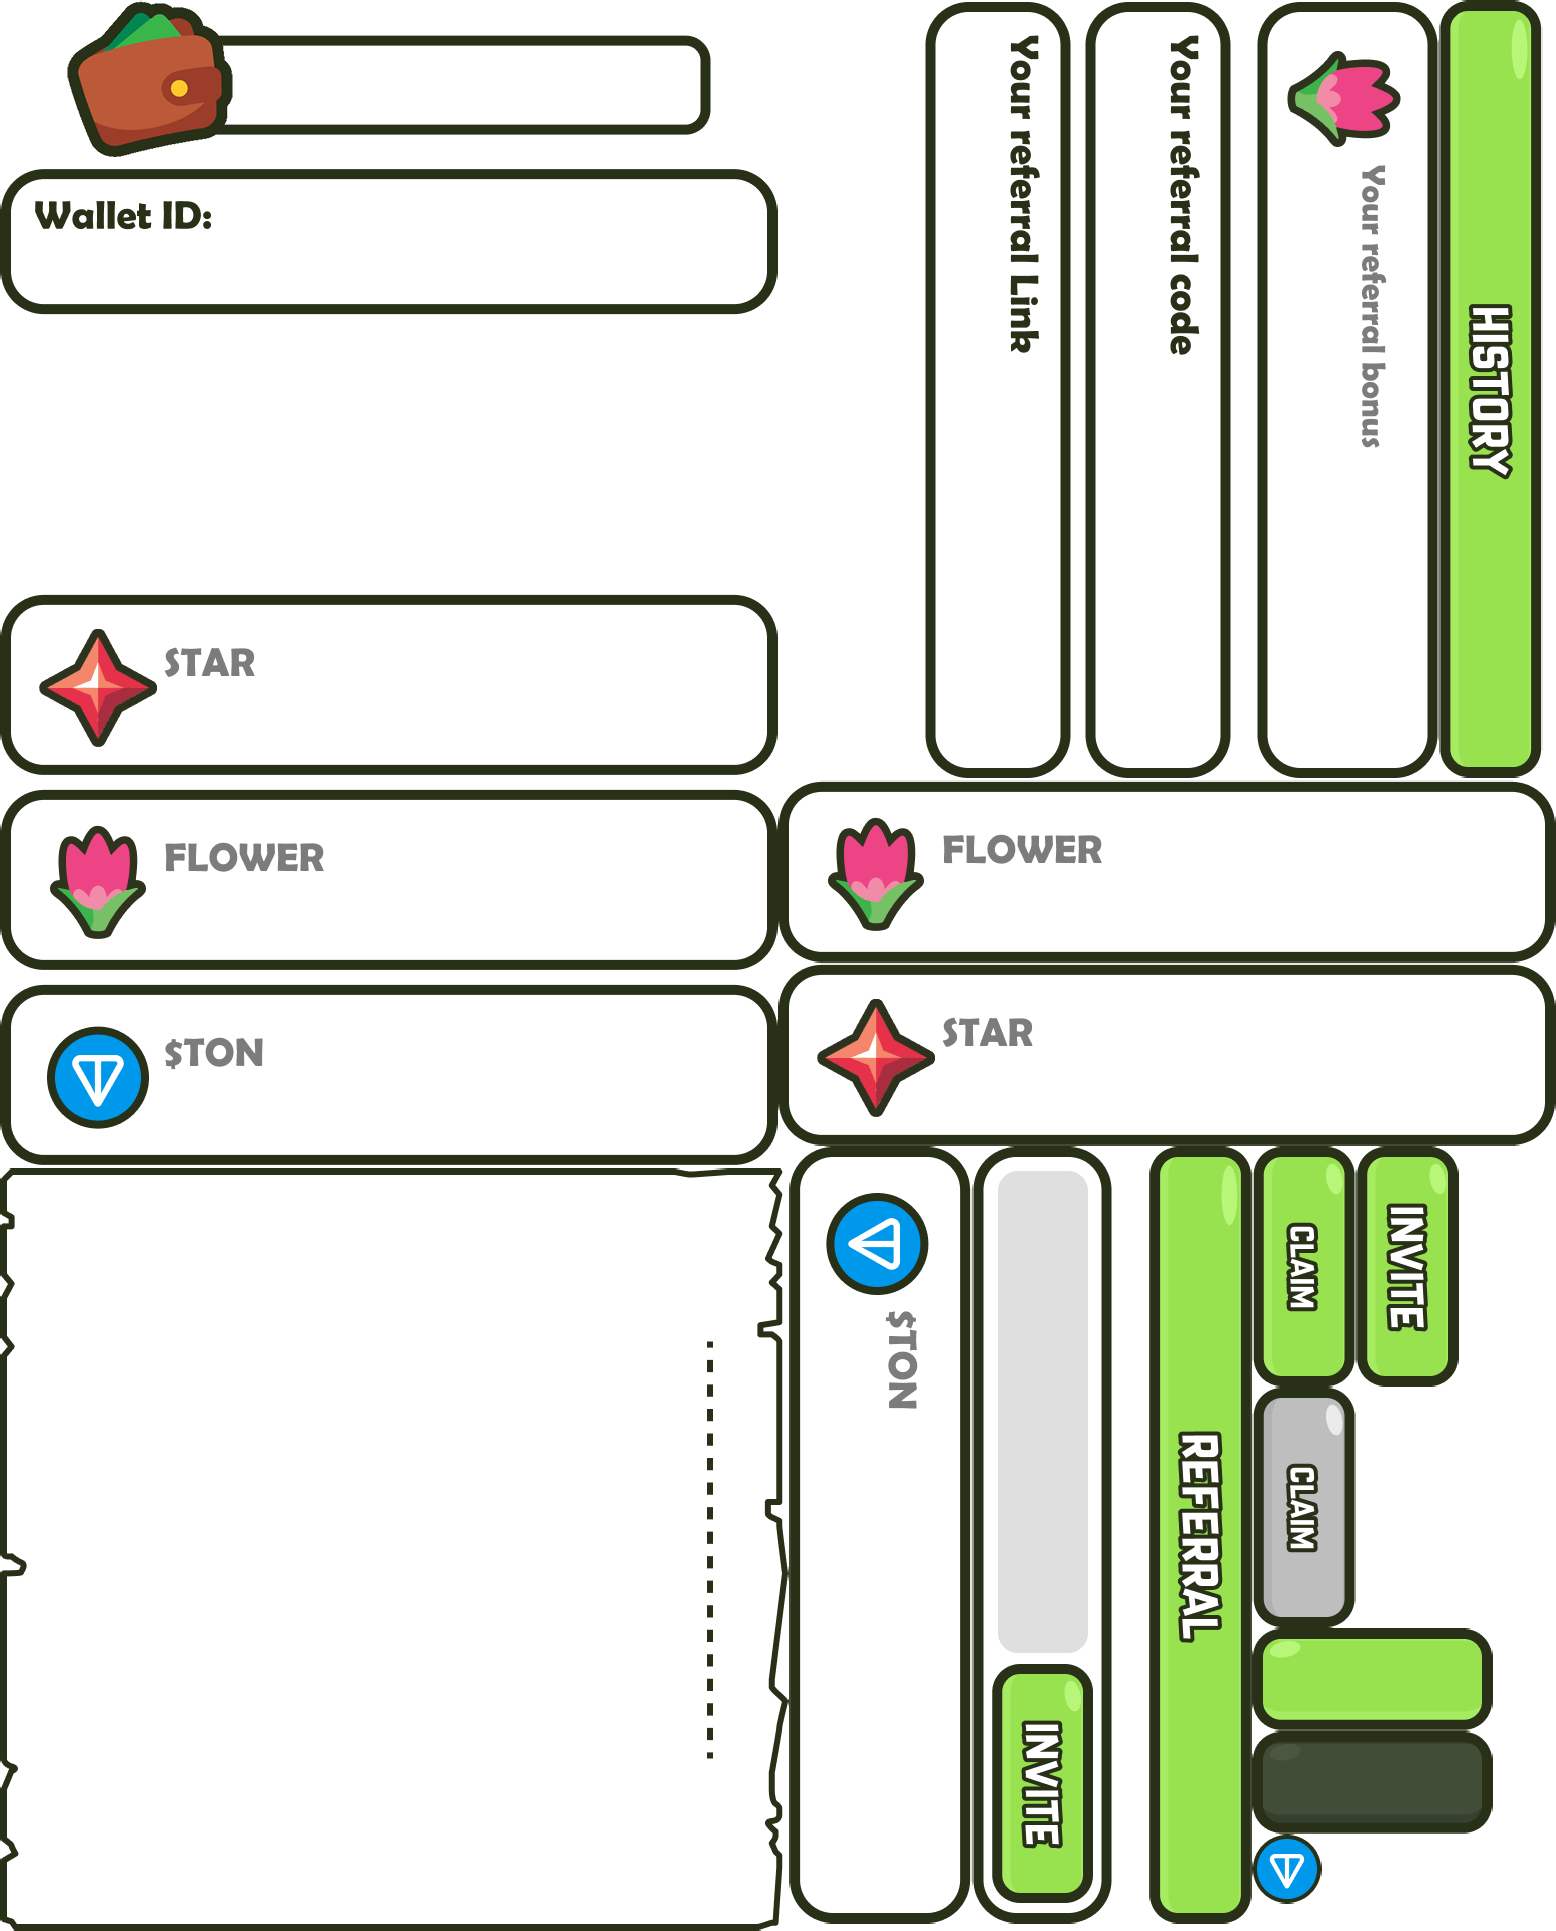 Wallet ID:
Your referral Link
Your referral code
Your referral bonus
HISTORY
STAR
FLOWER
FLOWER
$TON
STAR
$TON
INVITE
REFERRAL
CLAIM
INVITE
CLAIM